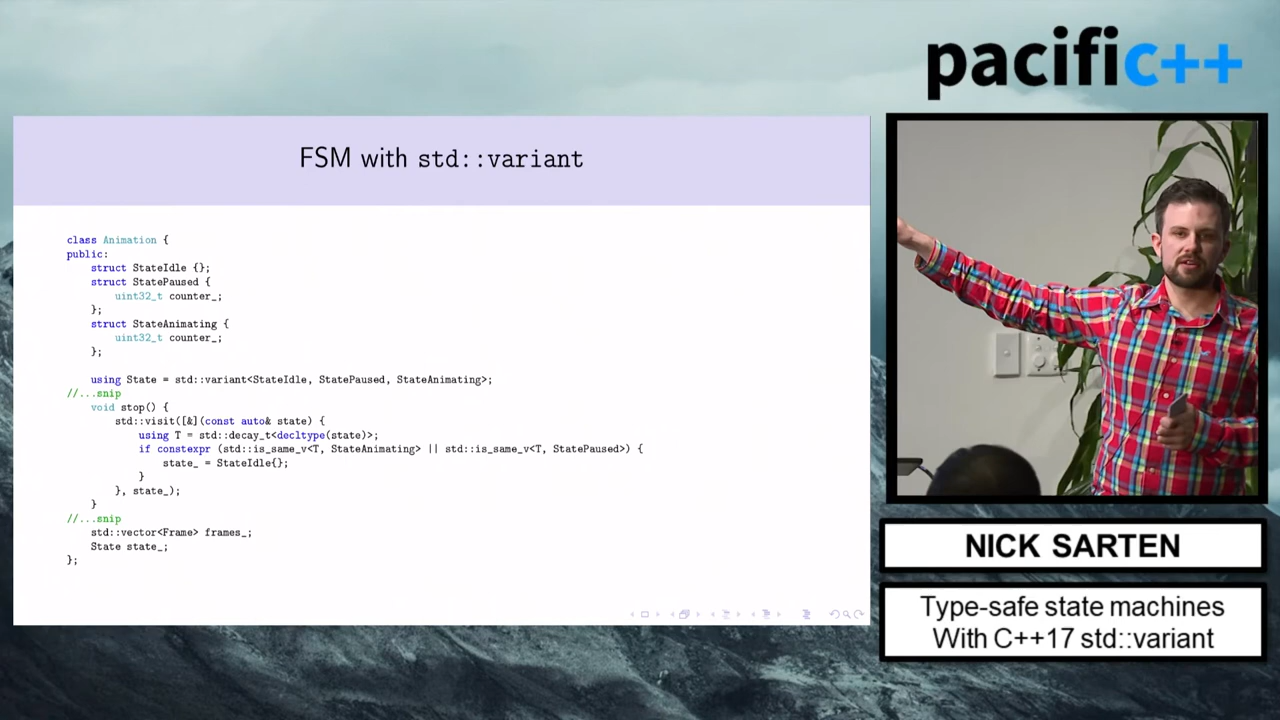 pacific++
FSM with std::variant
class Animation {
public:
    struct StateIdle {};
    struct StatePaused {
        uint32_t counter_;
    };
    struct StateAnimating {
        uint32_t counter_;
    };
    using State = std::variant<StateIdle, StatePaused, StateAnimating>;
//...snip
    void stop() {
        std::visit([&](const auto& state) {
            using T = std::decay_t<decltype(state)>;
            if constexpr (std::is_same_v<T, StateAnimating> || std::is_same_v<T, StatePaused>) {
                state_ = StateIdle{};
            }
        }, state_);
    }
//...snip
    std::vector<Frame> frames_;
    State state_;
};
NICK SARTEN
Type-safe state machines
With C++17 std::variant